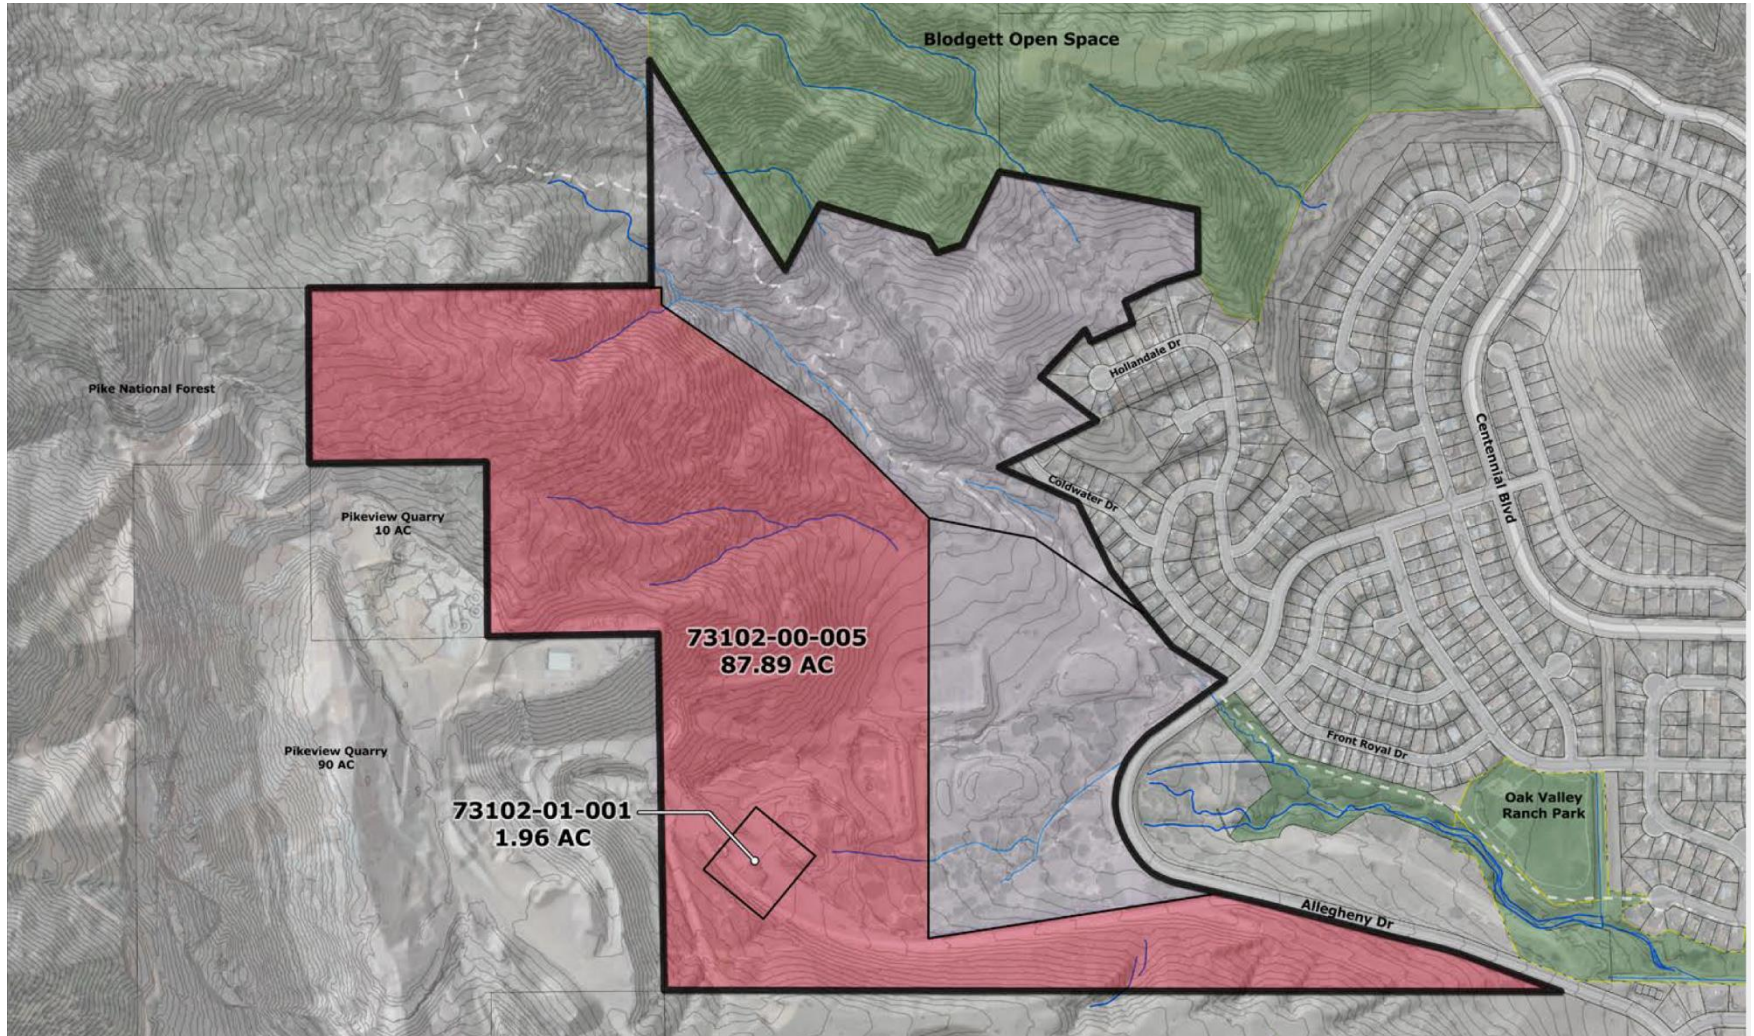 Blodgett Open Space
Hollandale Dr
Pike National Forest
Centennial Blvd
Coldwater Dr
Pikeview Quarry
10 AC
73102-00-005
87.89 AC
Front Royal Dr
Pikeview Quarry
90 AC
73102-01-001
1.96 AC
Oak Valley
Ranch Park
Allegheny Dr